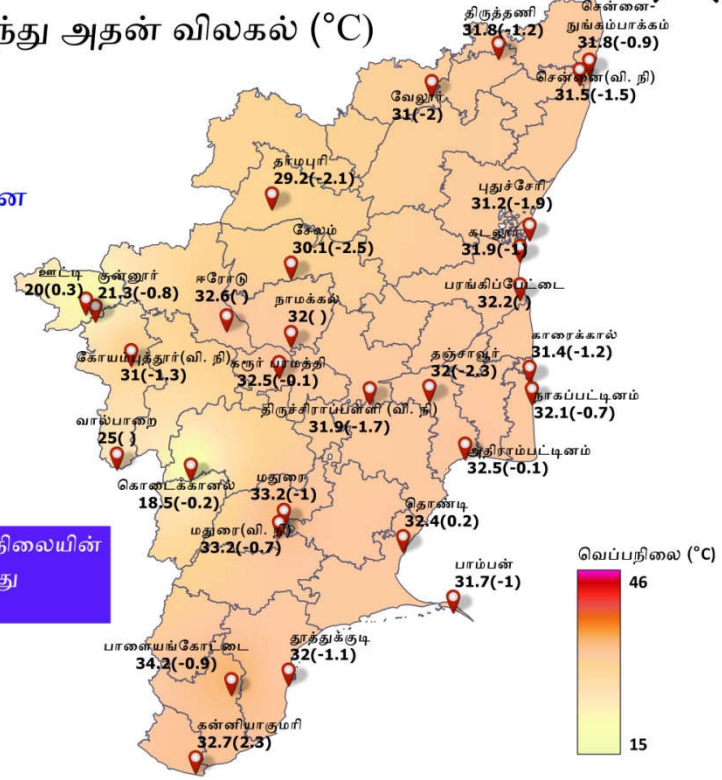 ந்து அதன் விலகல் (°C)
சென்னை-
நுங்கம்பாக்கம்
31.8(-0.9)
திருத்தணி
31.8(-1.2)
சென்னை(வி. நி)
31.5(-1.5)
வேலூர்
31(-2)
தர்மபுரி
29.2(-2.1)
ன
புதுச்சேரி
31.2(-1.9)
கடலூர்
31.9(-1)
சேலம்
30.1(-2.5)
ஊட்டி
20(0.3)
குன்னூர்
21.3(-0.8)
ஈரோடு
32.6( )
நாமக்கல்
32( )
பரங்கிப்பேட்டை
32.2( )
காரைக்கால்
31.4(-1.2)
கோயம்புத்தூர்(வி. நி)
31(-1.3)
கரூர் பரமத்தி
32.5(-0.1)
தஞ்சாவூர்
32(-2.3)
நாகப்பட்டினம்
32.1(-0.7)
திருச்சிராப்பள்ளி (வி. நி)
31.9(-1.7)
வால்பாறை
25( )
அதிராம்பட்டினம்
32.5(-0.1)
கொடைக்கானல்
18.5(-0.2)
மதுரை
33.2(-1)
மதுரை(வி. நி)
33.2(-0.7)
தொண்டி
32.4(0.2)
நிலையின்
து
பாம்பன்
31.7(-1)
வெப்பநிலை (°C)
46
15
பாளையங்கோட்டை
34.2(-0.9)
தூத்துக்குடி
32(-1.1)
கன்னியாகுமரி
32.7(2.3)